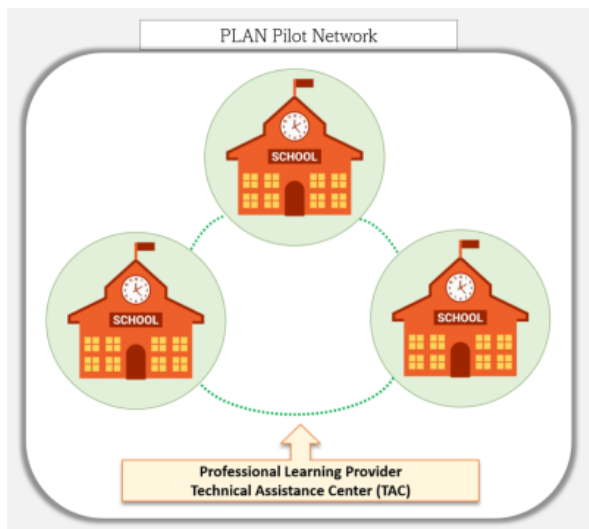 PLAN Pilot Network
SCHOOL
SCHOOL
SCHOOL
Professional Learning Provider
Technical Assistance Center (TAC)